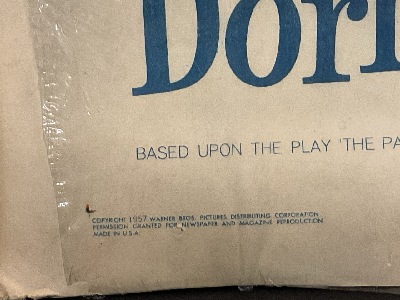 Dori
BASED UPON THE PLAY 'THE PA
COPYRIGHT 1957 WARNER BROS. PICTURES DISTRIBUTING CORPORATION
PERMISSION GRANTED FOR NEWSPAPER AND MAGAZINE REPRODUCTION
MADE IN U.S.A.